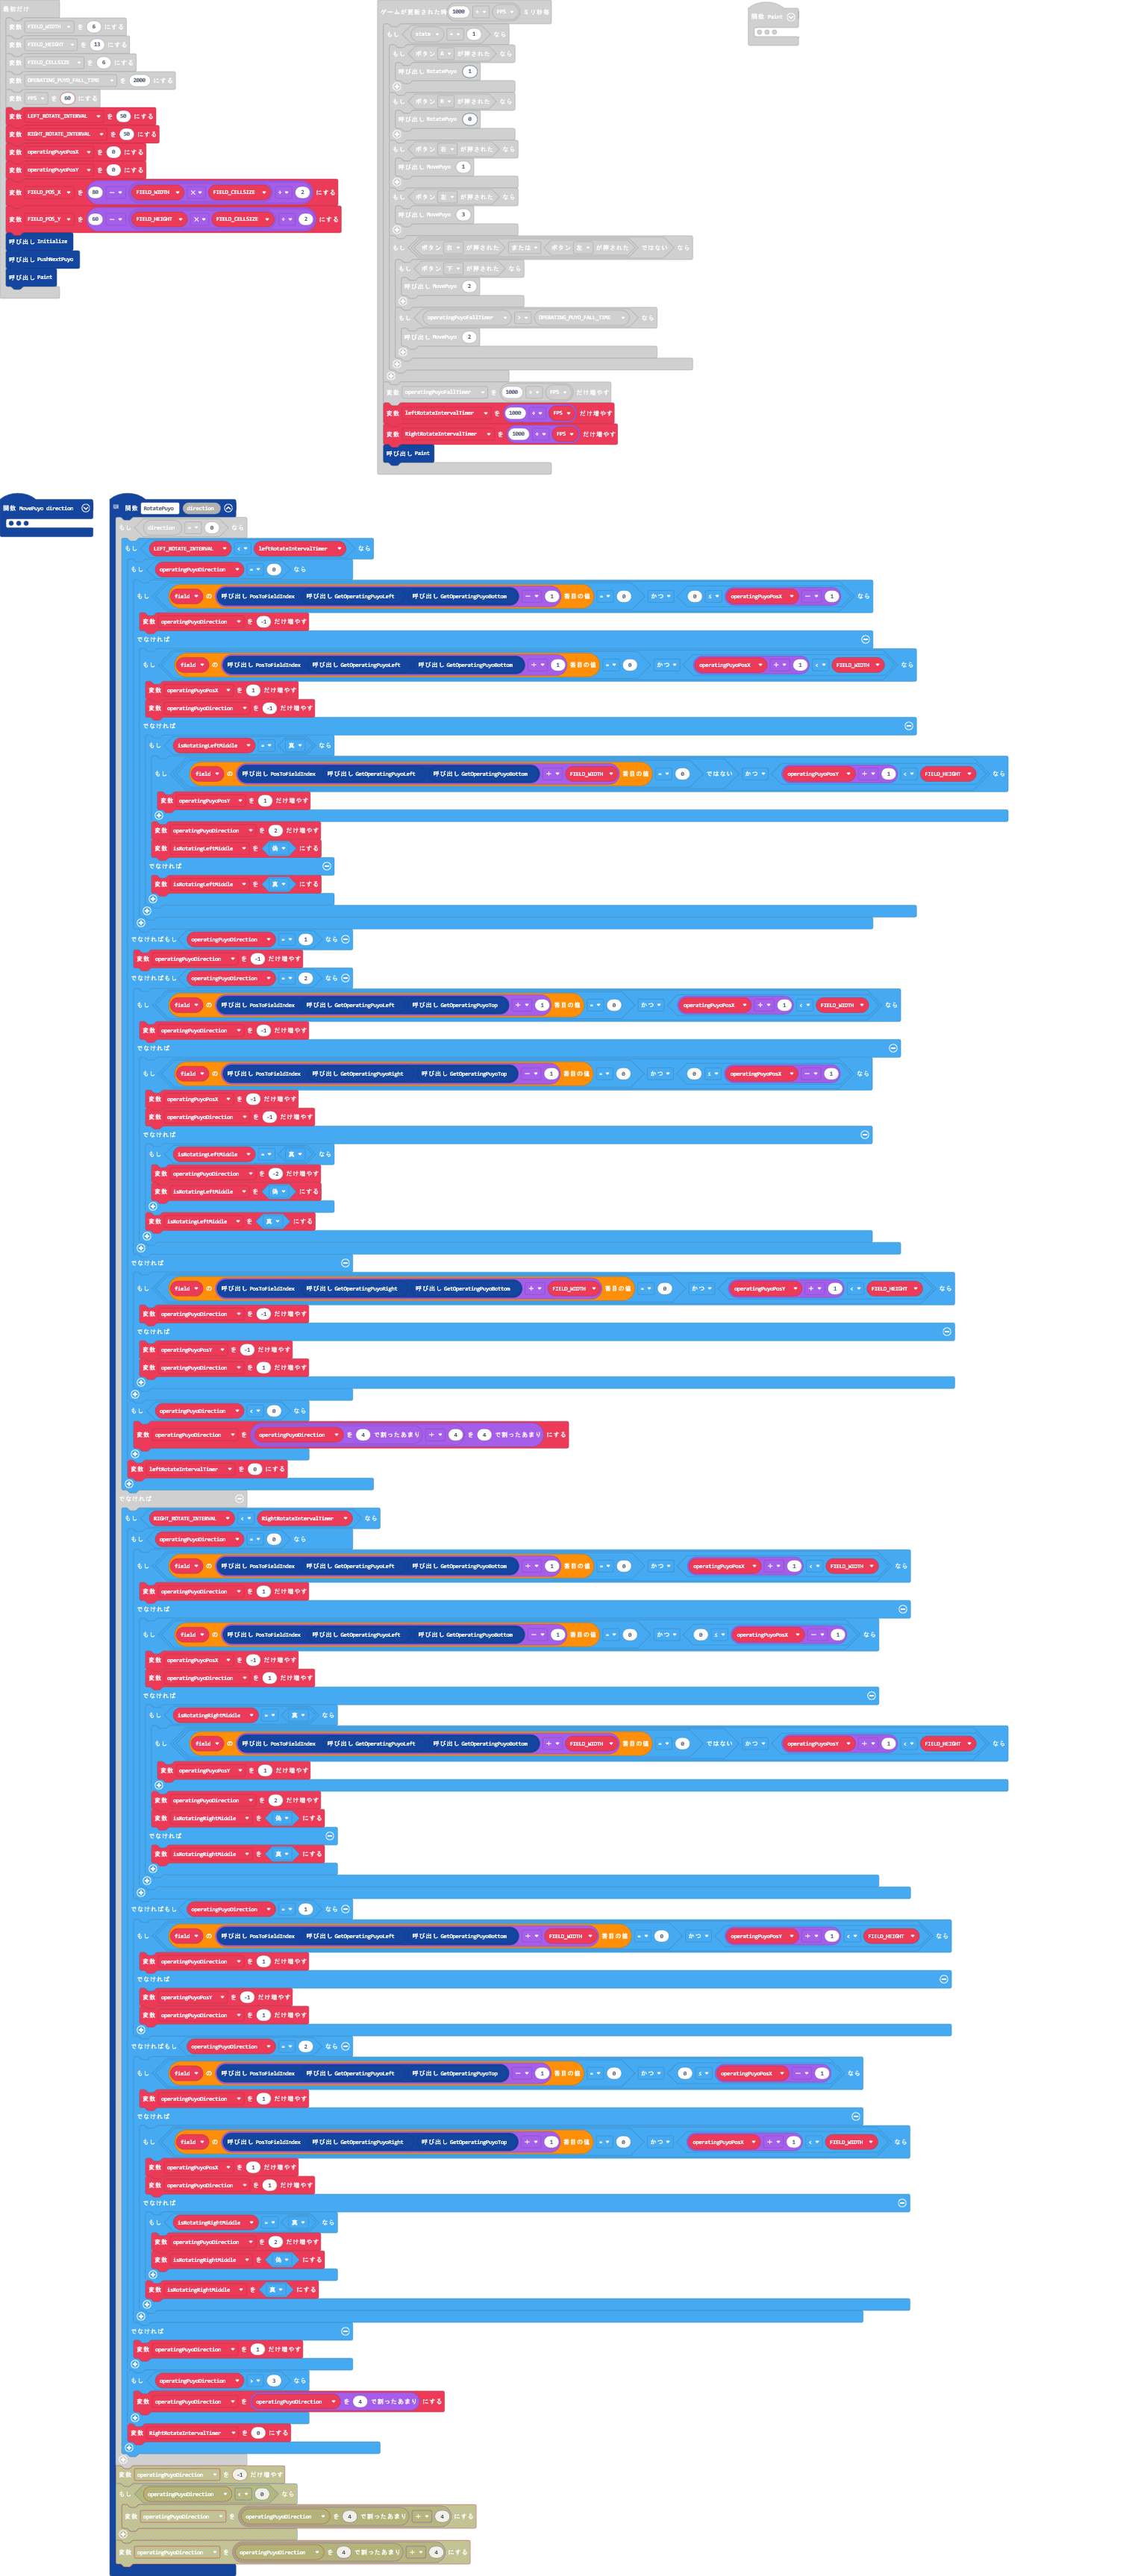 最初だけ
変数 FIELD_WIDTH を 6 にする
変数 FIELD_HEIGHT を 13 にする
変数 FIELD_CELLSIZE を 6 にする
変数 OPERATING_PUYO_FALL_TIME を 2000 にする
変数 FPS を 60 にする
変数 LEFT_ROTATE_INTERVAL を 50 にする
変数 RIGHT_ROTATE_INTERVAL を 50 にする
変数 operatingPuyoPosX を 0 にする
変数 operatingPuyoPosY を 0 にする
変数 FIELD_POS_X を 80 - FIELD_WIDTH × FIELD_CELLSIZE ÷ 2 にする
変数 FIELD_POS_Y を 60 - FIELD_HEIGHT × FIELD_CELLSIZE ÷ 2 にする
呼び出し Initialize
呼び出し PushNextPuyo
呼び出し Paint
ゲームが更新された時 1000 ÷ FPS ミリ秒毎
もし state = 1 なら
もし ボタン A が押された なら
呼び出し RotatePuyo 1
もし ボタン B が押された なら
呼び出し RotatePuyo 0
もし ボタン 右 が押された なら
呼び出し MovePuyo 1
もし ボタン 左 が押された なら
呼び出し MovePuyo 3
もし ボタン 右 が押された または ボタン 左 が押された ではない なら
もし ボタン 下 が押された なら
呼び出し MovePuyo 2
もし operatingPuyoFallTimer > OPERATING_PUYO_FALL_TIME なら
呼び出し MovePuyo 2
変数 operatingPuyoFallTimer を 1000 ÷ FPS だけ増やす
変数 leftRotateIntervalTimer を 1000 ÷ FPS だけ増やす
変数 RightRotateIntervalTimer を 1000 ÷ FPS だけ増やす
呼び出し Paint
関数 Paint
関数 MovePuyo direction
関数 RotatePuyo direction
もし direction = 0 なら
もし LEFT_ROTATE_INTERVAL < leftRotateIntervalTimer なら
もし operatingPuyoDirection = 0 なら
もし field の 呼び出し PosToFieldIndex 呼び出し GetOperatingPuyoLeft 呼び出し GetOperatingPuyoBottom - 1 番目の値 = 0 かつ 0 ≤ operatingPuyoPosX - 1 なら
変数 operatingPuyoDirection を -1 だけ増やす
でなければ
もし field の 呼び出し PosToFieldIndex 呼び出し GetOperatingPuyoLeft 呼び出し GetOperatingPuyoBottom + 1 番目の値 = 0 かつ operatingPuyoPosX + 1 < FIELD_WIDTH なら
変数 operatingPuyoPosX を 1 だけ増やす
変数 operatingPuyoDirection を -1 だけ増やす
でなければ
もし isRotatingLeftMiddle = 真 なら
もし field の 呼び出し PosToFieldIndex 呼び出し GetOperatingPuyoLeft 呼び出し GetOperatingPuyoBottom + FIELD_WIDTH 番目の値 = 0 ではない かつ operatingPuyoPosY + 1 < FIELD_HEIGHT なら
変数 operatingPuyoPosY を 1 だけ増やす
変数 operatingPuyoDirection を 2 だけ増やす
変数 isRotatingLeftMiddle を 偽 にする
でなければ
変数 isRotatingLeftMiddle を 真 にする
でなければもし operatingPuyoDirection = 1 なら
変数 operatingPuyoDirection を -1 だけ増やす
でなければもし operatingPuyoDirection = 2 なら
もし field の 呼び出し PosToFieldIndex 呼び出し GetOperatingPuyoLeft 呼び出し GetOperatingPuyoTop + 1 番目の値 = 0 かつ operatingPuyoPosX + 1 < FIELD_WIDTH なら
変数 operatingPuyoDirection を -1 だけ増やす
でなければ
もし field の 呼び出し PosToFieldIndex 呼び出し GetOperatingPuyoRight 呼び出し GetOperatingPuyoTop - 1 番目の値 = 0 かつ 0 ≤ operatingPuyoPosX - 1 なら
変数 operatingPuyoPosX を -1 だけ増やす
変数 operatingPuyoDirection を -1 だけ増やす
でなければ
もし isRotatingLeftMiddle = 真 なら
変数 operatingPuyoDirection を -2 だけ増やす
変数 isRotatingLeftMiddle を 偽 にする
変数 isRotatingLeftMiddle を 真 にする
でなければ
もし field の 呼び出し PosToFieldIndex 呼び出し GetOperatingPuyoRight 呼び出し GetOperatingPuyoBottom + FIELD_WIDTH 番目の値 = 0 かつ operatingPuyoPosY + 1 < FIELD_HEIGHT なら
変数 operatingPuyoDirection を -1 だけ増やす
でなければ
変数 operatingPuyoPosY を -1 だけ増やす
変数 operatingPuyoDirection を 1 だけ増やす
もし operatingPuyoDirection < 0 なら
変数 operatingPuyoDirection を operatingPuyoDirection を 4 で割ったあまり + 4 を 4 で割ったあまり にする
変数 leftRotateIntervalTimer を 0 にする
でなければ
もし RIGHT_ROTATE_INTERVAL < RightRotateIntervalTimer なら
もし operatingPuyoDirection = 0 なら
もし field の 呼び出し PosToFieldIndex 呼び出し GetOperatingPuyoLeft 呼び出し GetOperatingPuyoBottom + 1 番目の値 = 0 かつ operatingPuyoPosX + 1 < FIELD_WIDTH なら
変数 operatingPuyoDirection を 1 だけ増やす
でなければ
もし field の 呼び出し PosToFieldIndex 呼び出し GetOperatingPuyoLeft 呼び出し GetOperatingPuyoBottom - 1 番目の値 = 0 かつ 0 ≤ operatingPuyoPosX - 1 なら
変数 operatingPuyoPosX を -1 だけ増やす
変数 operatingPuyoDirection を 1 だけ増やす
でなければ
もし isRotatingRightMiddle = 真 なら
もし field の 呼び出し PosToFieldIndex 呼び出し GetOperatingPuyoLeft 呼び出し GetOperatingPuyoBottom + FIELD_WIDTH 番目の値 = 0 ではない かつ operatingPuyoPosY + 1 < FIELD_HEIGHT なら
変数 operatingPuyoPosY を 1 だけ増やす
変数 operatingPuyoDirection を 2 だけ増やす
変数 isRotatingRightMiddle を 偽 にする
でなければ
変数 isRotatingRightMiddle を 真 にする
でなければもし operatingPuyoDirection = 1 なら
もし field の 呼び出し PosToFieldIndex 呼び出し GetOperatingPuyoLeft 呼び出し GetOperatingPuyoBottom + FIELD_WIDTH 番目の値 = 0 かつ operatingPuyoPosY + 1 < FIELD_HEIGHT なら
変数 operatingPuyoDirection を 1 だけ増やす
でなければ
変数 operatingPuyoPosY を -1 だけ増やす
変数 operatingPuyoDirection を 1 だけ増やす
でなければもし operatingPuyoDirection = 2 なら
もし field の 呼び出し PosToFieldIndex 呼び出し GetOperatingPuyoLeft 呼び出し GetOperatingPuyoTop - 1 番目の値 = 0 かつ 0 ≤ operatingPuyoPosX - 1 なら
変数 operatingPuyoDirection を 1 だけ増やす
でなければ
もし field の 呼び出し PosToFieldIndex 呼び出し GetOperatingPuyoRight 呼び出し GetOperatingPuyoTop + 1 番目の値 = 0 かつ operatingPuyoPosX + 1 < FIELD_WIDTH なら
変数 operatingPuyoPosX を 1 だけ増やす
変数 operatingPuyoDirection を 1 だけ増やす
でなければ
もし isRotatingRightMiddle = 真 なら
変数 operatingPuyoDirection を 2 だけ増やす
変数 isRotatingRightMiddle を 偽 にする
変数 isRotatingRightMiddle を 真 にする
でなければ
変数 operatingPuyoDirection を 1 だけ増やす
もし operatingPuyoDirection > 3 なら
変数 operatingPuyoDirection を operatingPuyoDirection を 4 で割ったあまり にする
変数 RightRotateIntervalTimer を 0 にする
変数 operatingPuyoDirection を -1 だけ増やす
もし operatingPuyoDirection < 0 なら
変数 operatingPuyoDirection を operatingPuyoDirection を 4 で割ったあまり + 4 にする
変数 operatingPuyoDirection を operatingPuyoDirection を 4 で割ったあまり + 4 にする